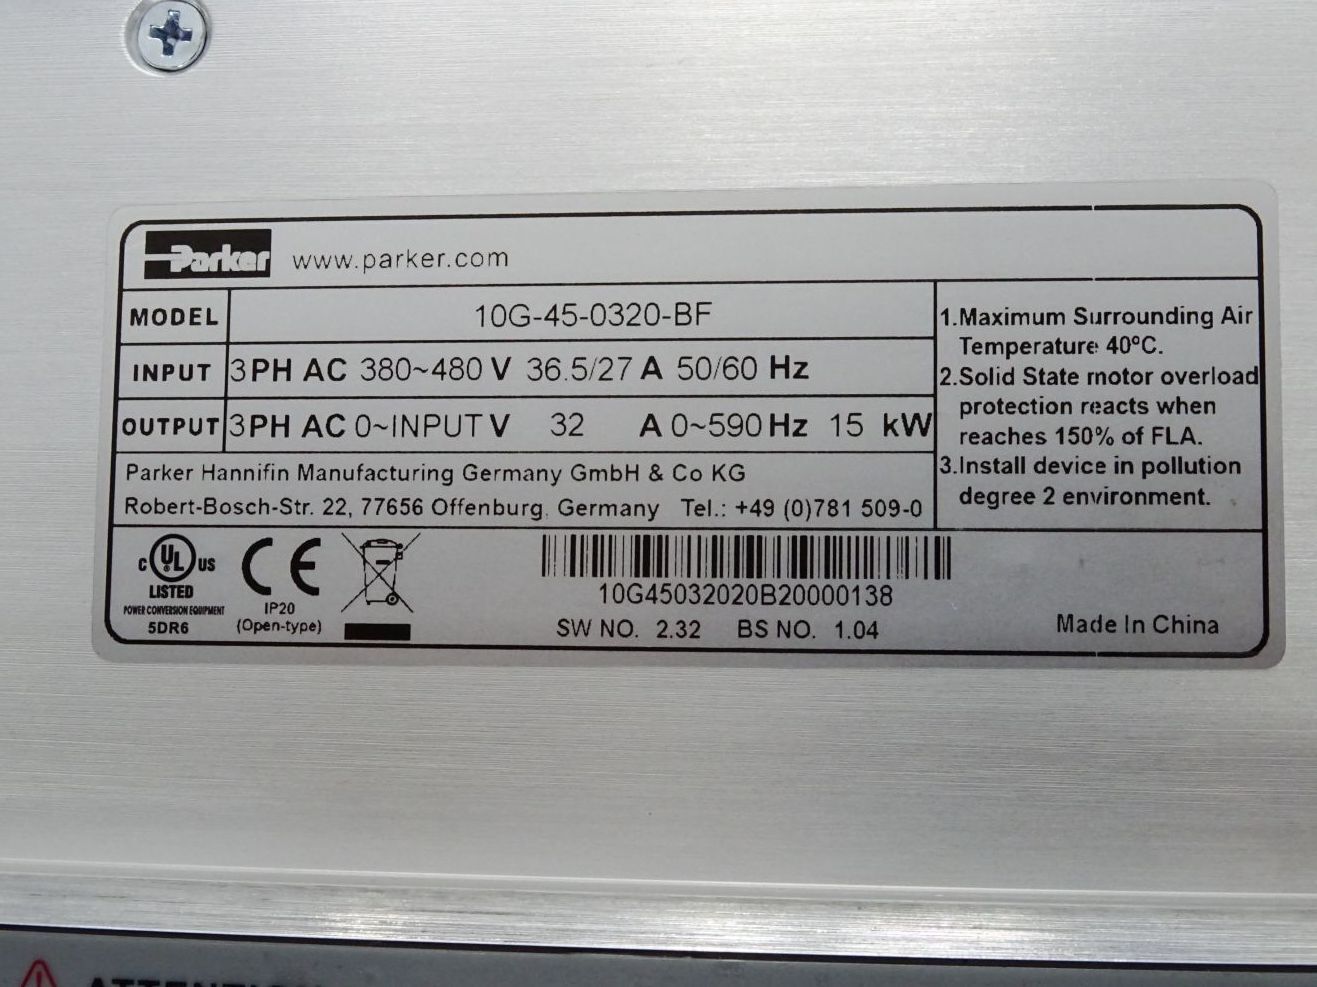 Parker www.parker.com
MODEL 10G-45-0320-BF
INPUT 3PH AC 380~480 V 36.5/27 A 50/60 Hz
OUTPUT 3PH AC 0~INPUT V 32 A 0~590 Hz 15 kW
Parker Hannifin Manufacturing Germany GmbH & Co KG
Robert-Bosch-Str. 22, 77656 Offenburg, Germany Tel.: +49 (0)781 509-0
1.Maximum Surrounding Air
Temperature 40°C.
2.Solid State motor overload
protection reacts when
reaches 150% of FLA.
3.Install device in pollution
degree 2 environment.
C UL US
LISTED
POWER CONVERSION EQUIPMENT
5DR6
CE
IP20
(Open-type)
10G45032020B20000138
SW NO. 2.32 BS NO. 1.04
Made In China